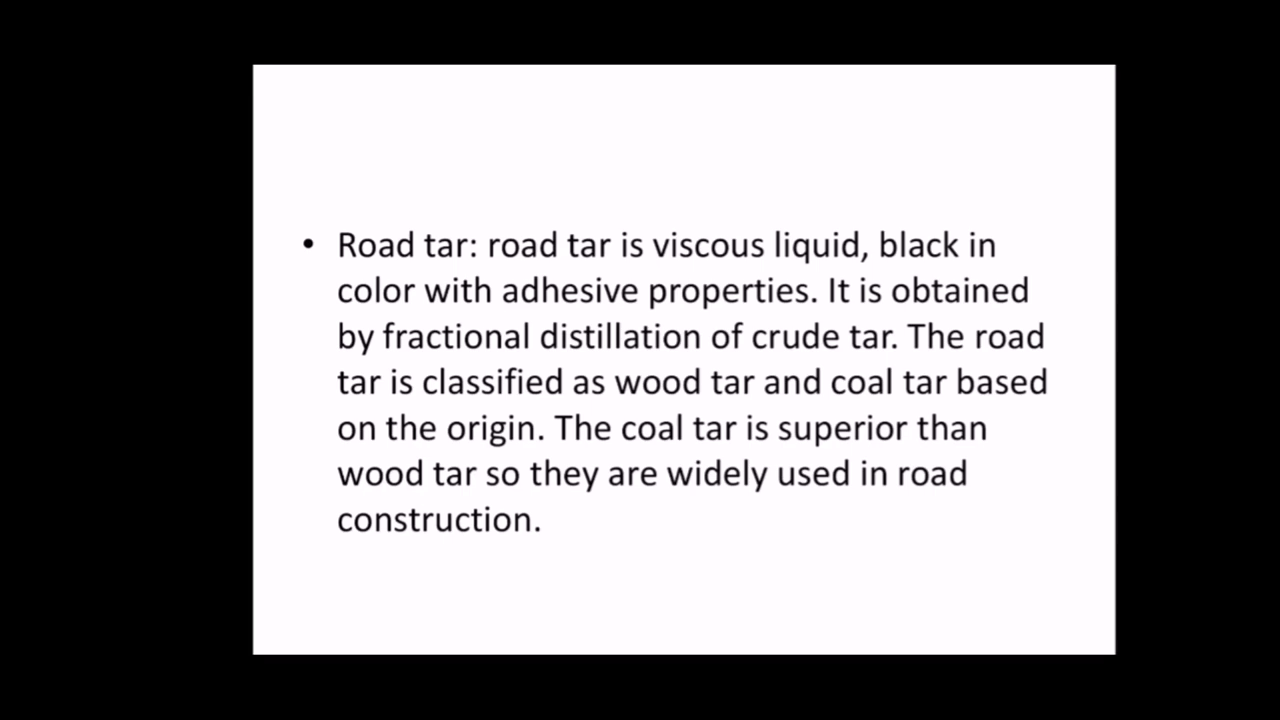 • Road tar: road tar is viscous liquid, black in
color with adhesive properties. It is obtained
by fractional distillation of crude tar. The road
tar is classified as wood tar and coal tar based
on the origin. The coal tar is superior than
wood tar so they are widely used in road
construction.